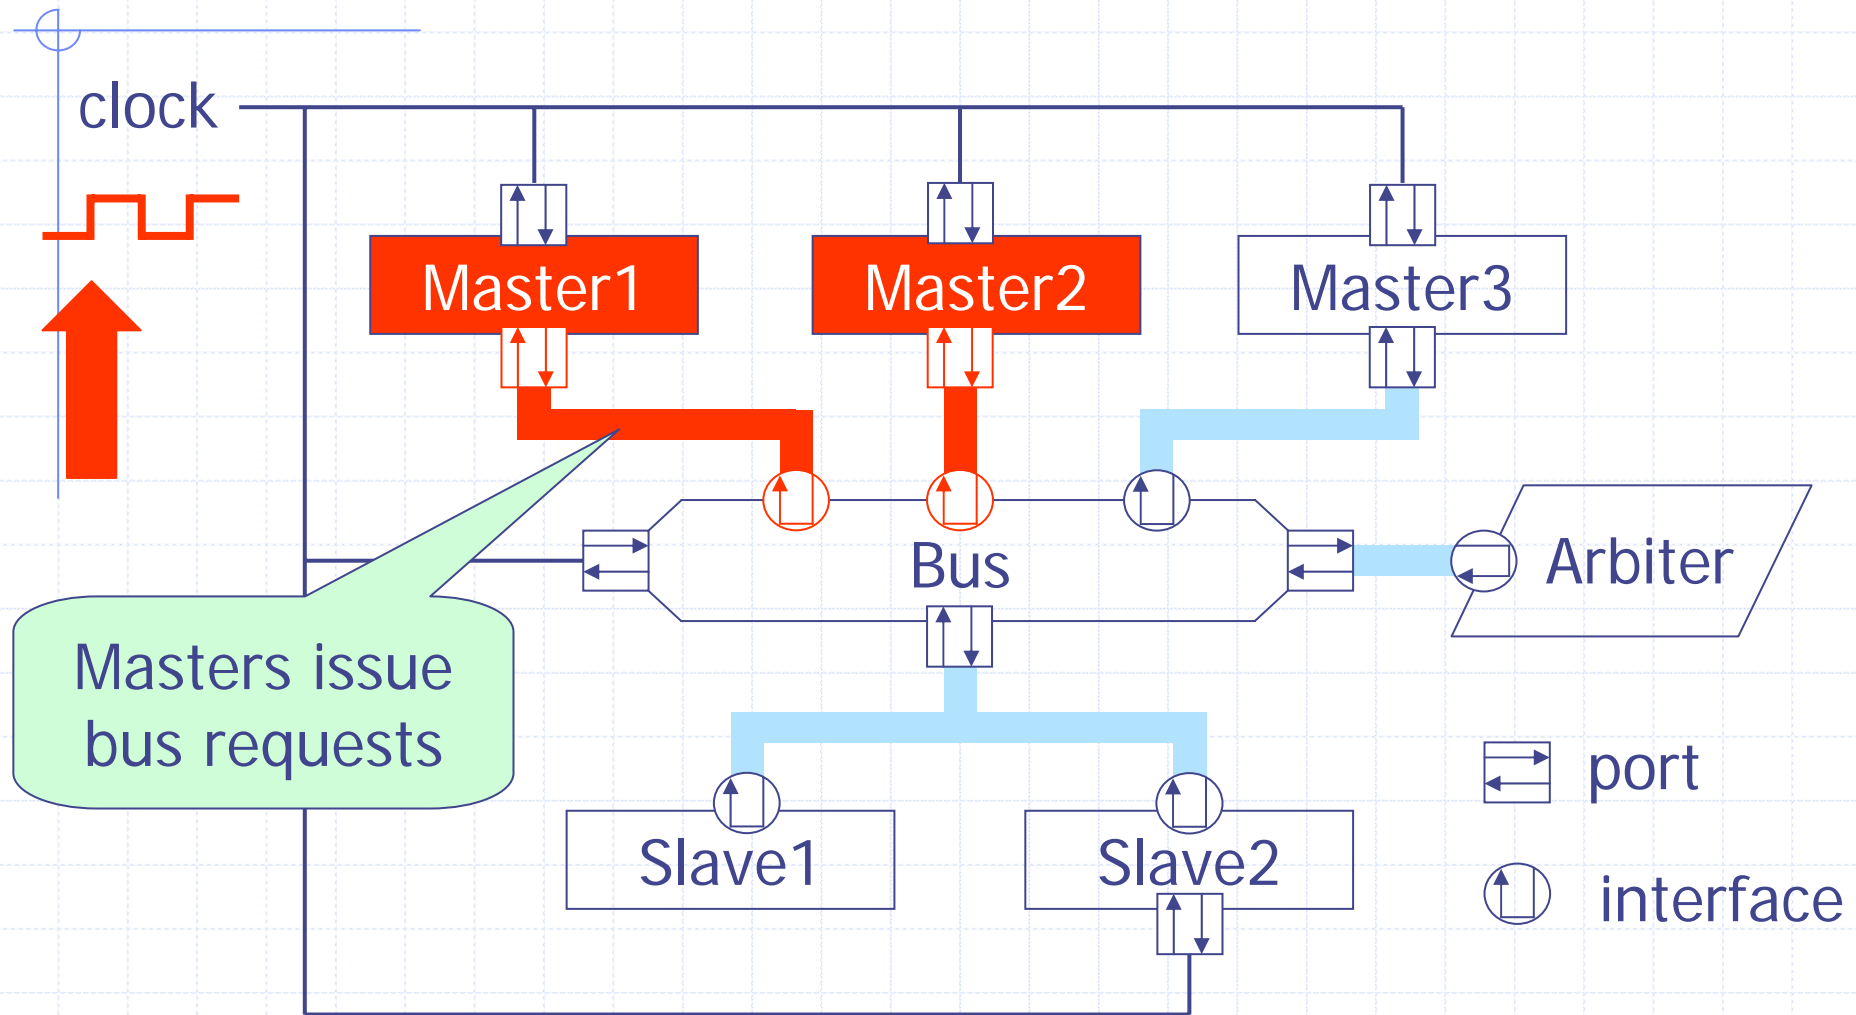 clock
Master1
Master2
Master3
Bus
Arbiter
Masters issue
bus requests
port
Slave1
Slave2
interface